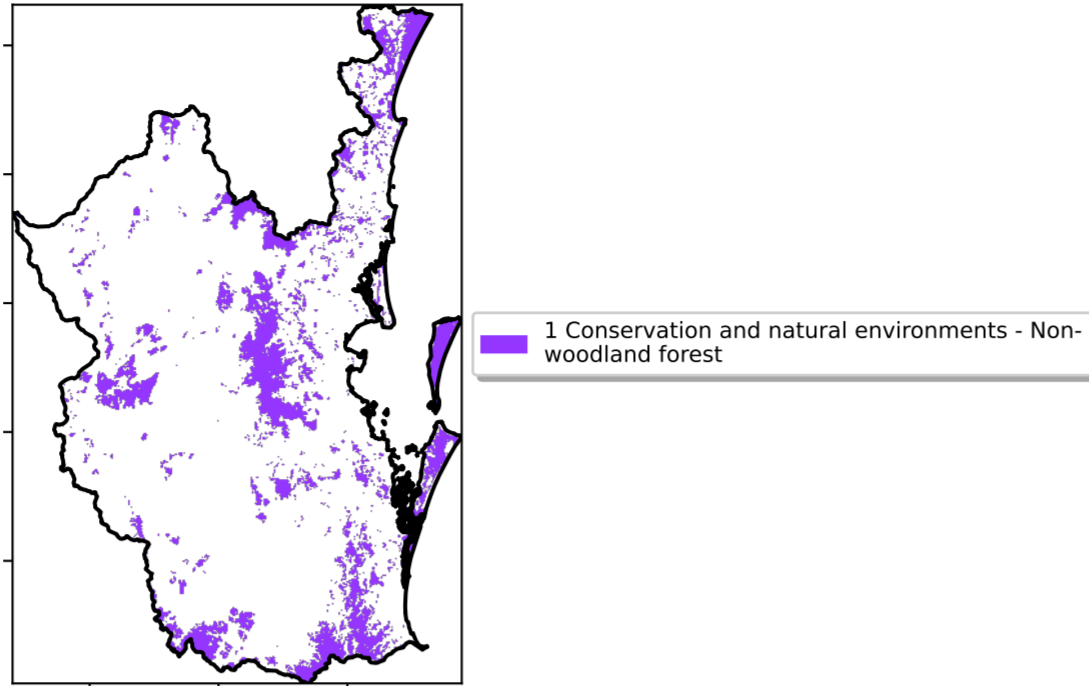 1 Conservation and natural environments - Non-
woodland forest